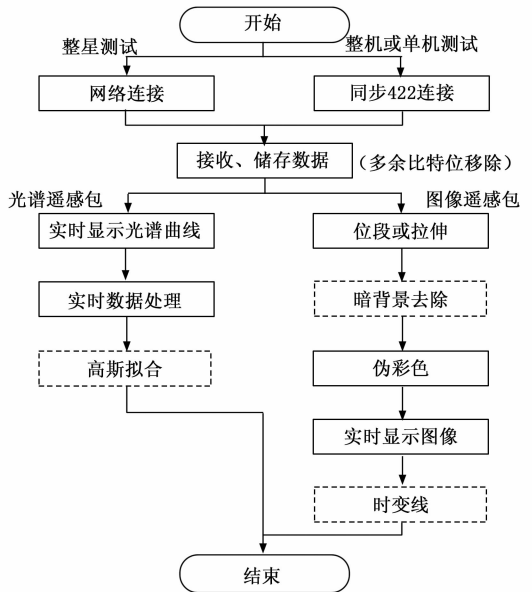 开始
整星测试
整机或单机测试
网络连接
同步422连接
接收、储存数据
(多余比特位移除)
光谱遥感包
图像遥感包
实时显示光谱曲线
位段或拉伸
实时数据处理
暗背景去除
高斯拟合
伪彩色
实时显示图像
时变线
结束